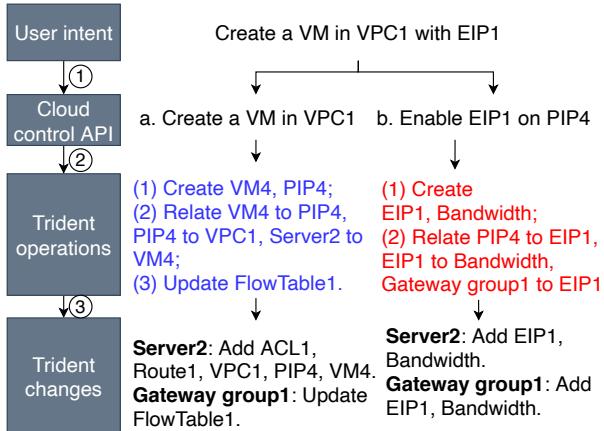 User intent
Create a VM in VPC1 with EIP1
1
Cloud
control API
a. Create a VM in VPC1
b. Enable EIP1 on PIP4
2
Trident
operations
(1) Create VM4, PIP4;
(2) Relate VM4 to PIP4,
PIP4 to VPC1, Server2 to
VM4;
(3) Update FlowTable1.
(1) Create
EIP1, Bandwidth;
(2) Relate PIP4 to EIP1,
EIP1 to Bandwidth,
Gateway group1 to EIP1
3
Trident
changes
Server2: Add ACL1,
Route1, VPC1, PIP4, VM4.
Gateway group1: Update
FlowTable1.
Server2: Add EIP1,
Bandwidth.
Gateway group1: Add
EIP1, Bandwidth.